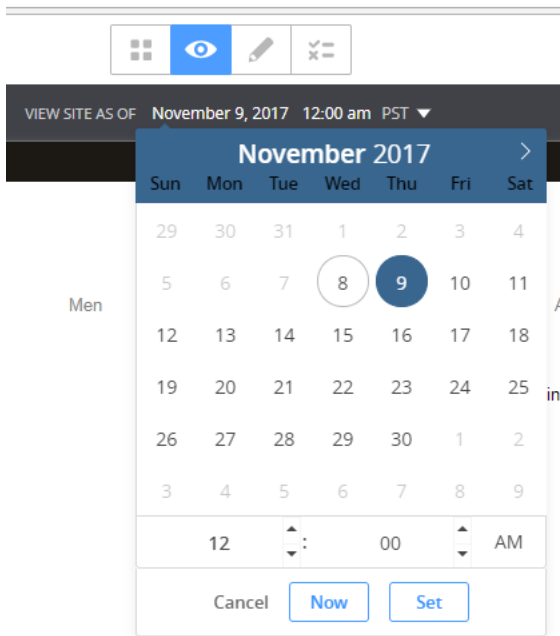 VIEW SITE AS OF November 9, 2017 12:00 am PST
November 2017
Sun Mon Tue Wed Thu Fri Sat
29 30 31 1 2 3 4
5 6 7 8 9 10 11
Men
12 13 14 15 16 17 18
19 20 21 22 23 24 25
in
26 27 28 29 30 1 2
3 4 5 6 7 8 9
12 : 00 AM
Cancel Now Set